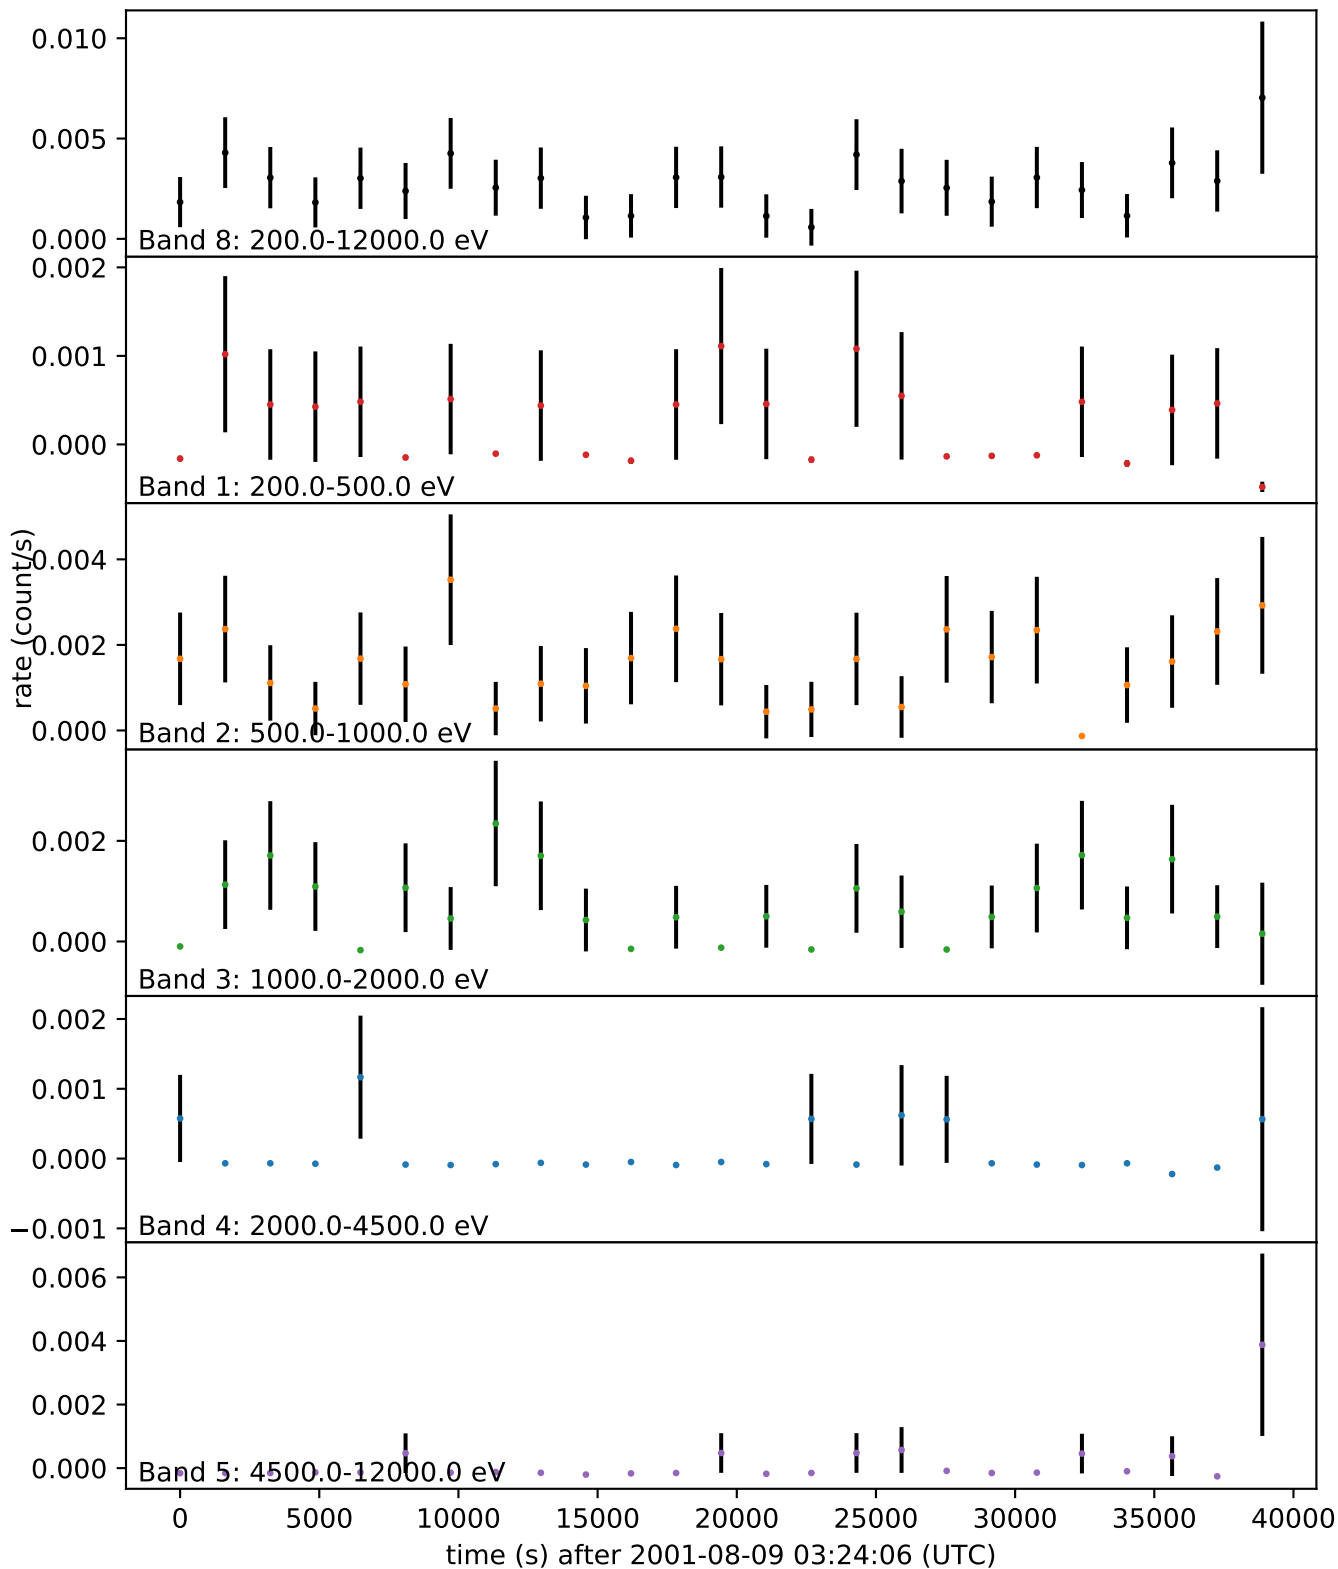 0.010
0.005
0.000
Band 8: 200.0-12000.0 eV
0.002
0.001
0.000
Band 1: 200.0-500.0 eV
rate (count/s)
0.004
0.002
0.000
Band 2: 500.0-1000.0 eV
0.002
0.000
Band 3: 1000.0-2000.0 eV
0.002
0.001
0.000
−0.001
Band 4: 2000.0-4500.0 eV
0.006
0.004
0.002
0.000
Band 5: 4500.0-12000.0 eV
0 5000 10000 15000 20000 25000 30000 35000 40000
time (s) after 2001-08-09 03:24:06 (UTC)